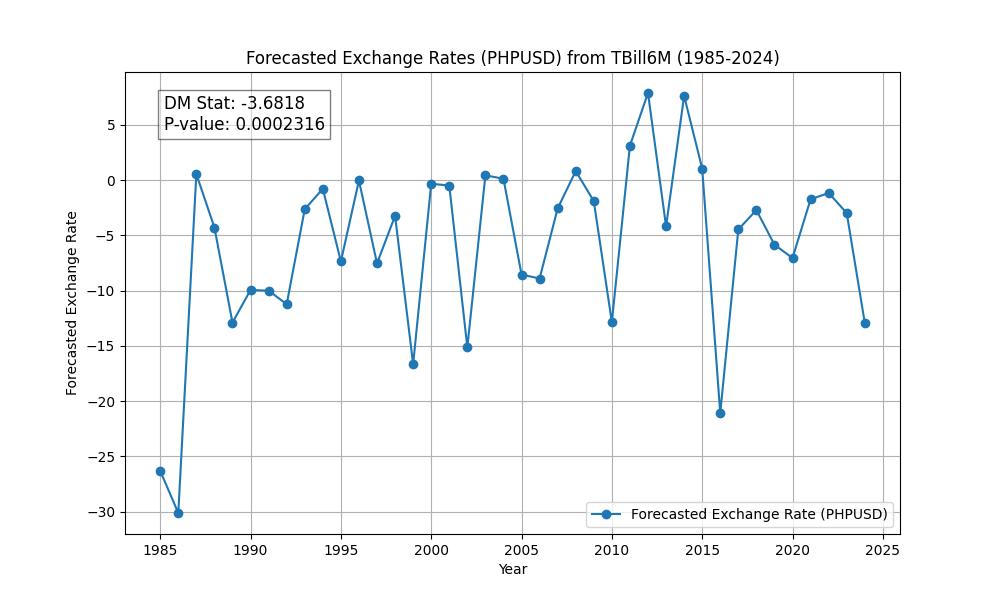 Forecasted Exchange Rates (PHPUSD) from TBill6M (1985-2024)
DM Stat: -3.6818
P-value: 0.0002316
Forecasted Exchange Rate
5
0
−5
−10
−15
−20
−25
−30
Forecasted Exchange Rate (PHPUSD)
1985 1990 1995 2000 2005 2010 2015 2020 2025
Year